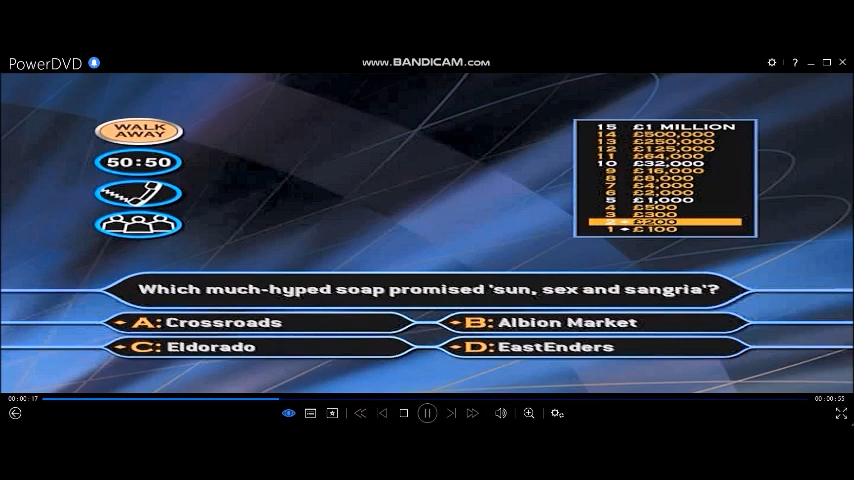 PowerDVD
www.BANDICAM.com
?
WALK
AWAY
50:50
15 £1 MILLION
14 £500,000
13 £250,000
12 £125,000
11 £64,000
10 £32,000
9 £16,000
8 £8,000
7 £4,000
6 £2,000
5 £1,000
4 £500
3 £300
2 £200
1 £100
Which much-hyped soap promised 'sun, sex and sangria'?
A: Crossroads
B: Albion Market
C: Eldorado
D: EastEnders
00:00:17
00:00:55